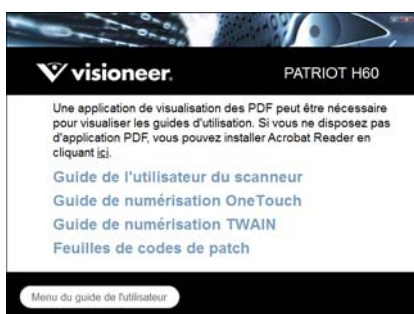 visioneer.
PATRIOT H60
Une application de visualisation des PDF peut être nécessaire
pour visualiser les guides d'utilisation. Si vous ne disposez pas
d'application PDF, vous pouvez installer Acrobat Reader en
cliquant ici.
Guide de l'utilisateur du scanneur
Guide de numérisation OneTouch
Guide de numérisation TWAIN
Feuilles de codes de patch
Menu du guide de l'utilisateur